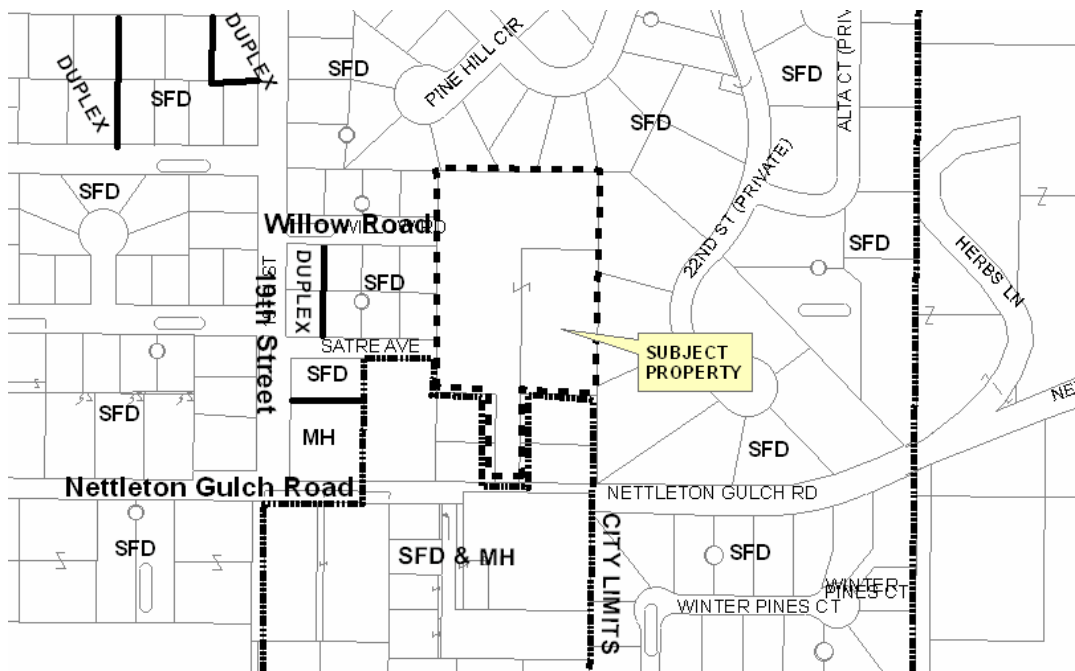 DUPLEX
DUPLEX
SFD
SFD
PINE HILL CIR
SFD
SFD
ALTA CT (PRIV
SFD
22ND ST (PRIVATE)
Willow Road
SFD
HERBS LN
DUPLEX
SFD
19th Street
SATRE AVE
SUBJECT
PROPERTY
SFD
SFD
MH
SFD
NE
Nettleton Gulch Road
NETTLETON GULCH RD
SFD
SFD & MH
CITY LIMITS
SFD
WINTER PINES CT
WINTER
PINES CT